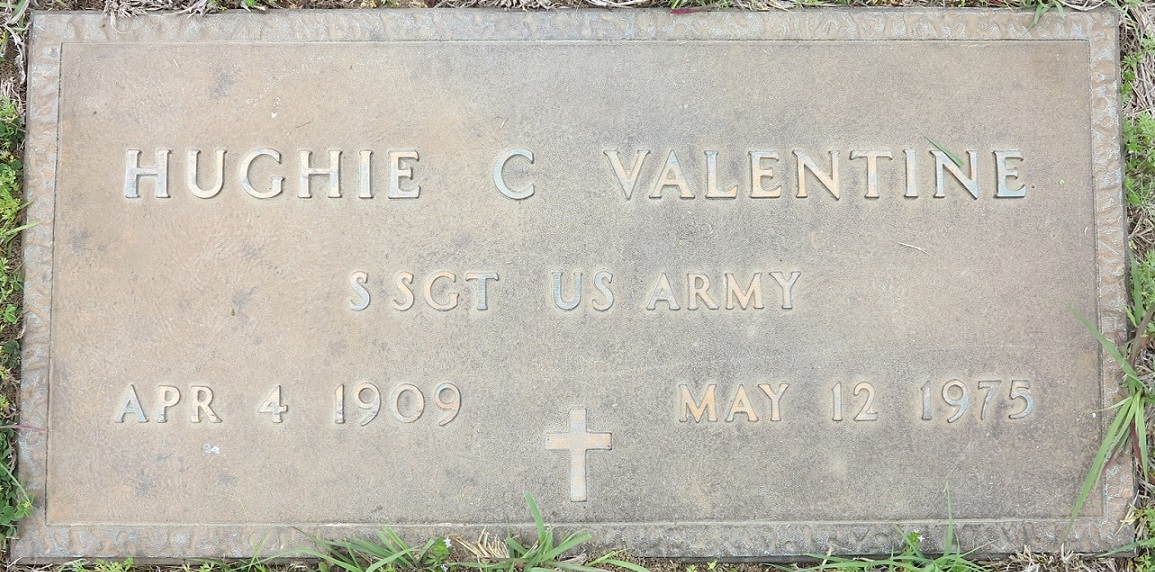 HUGHIE C VALENTINE
S SGT US ARMY
APR 4 1909 MAY 12 1975